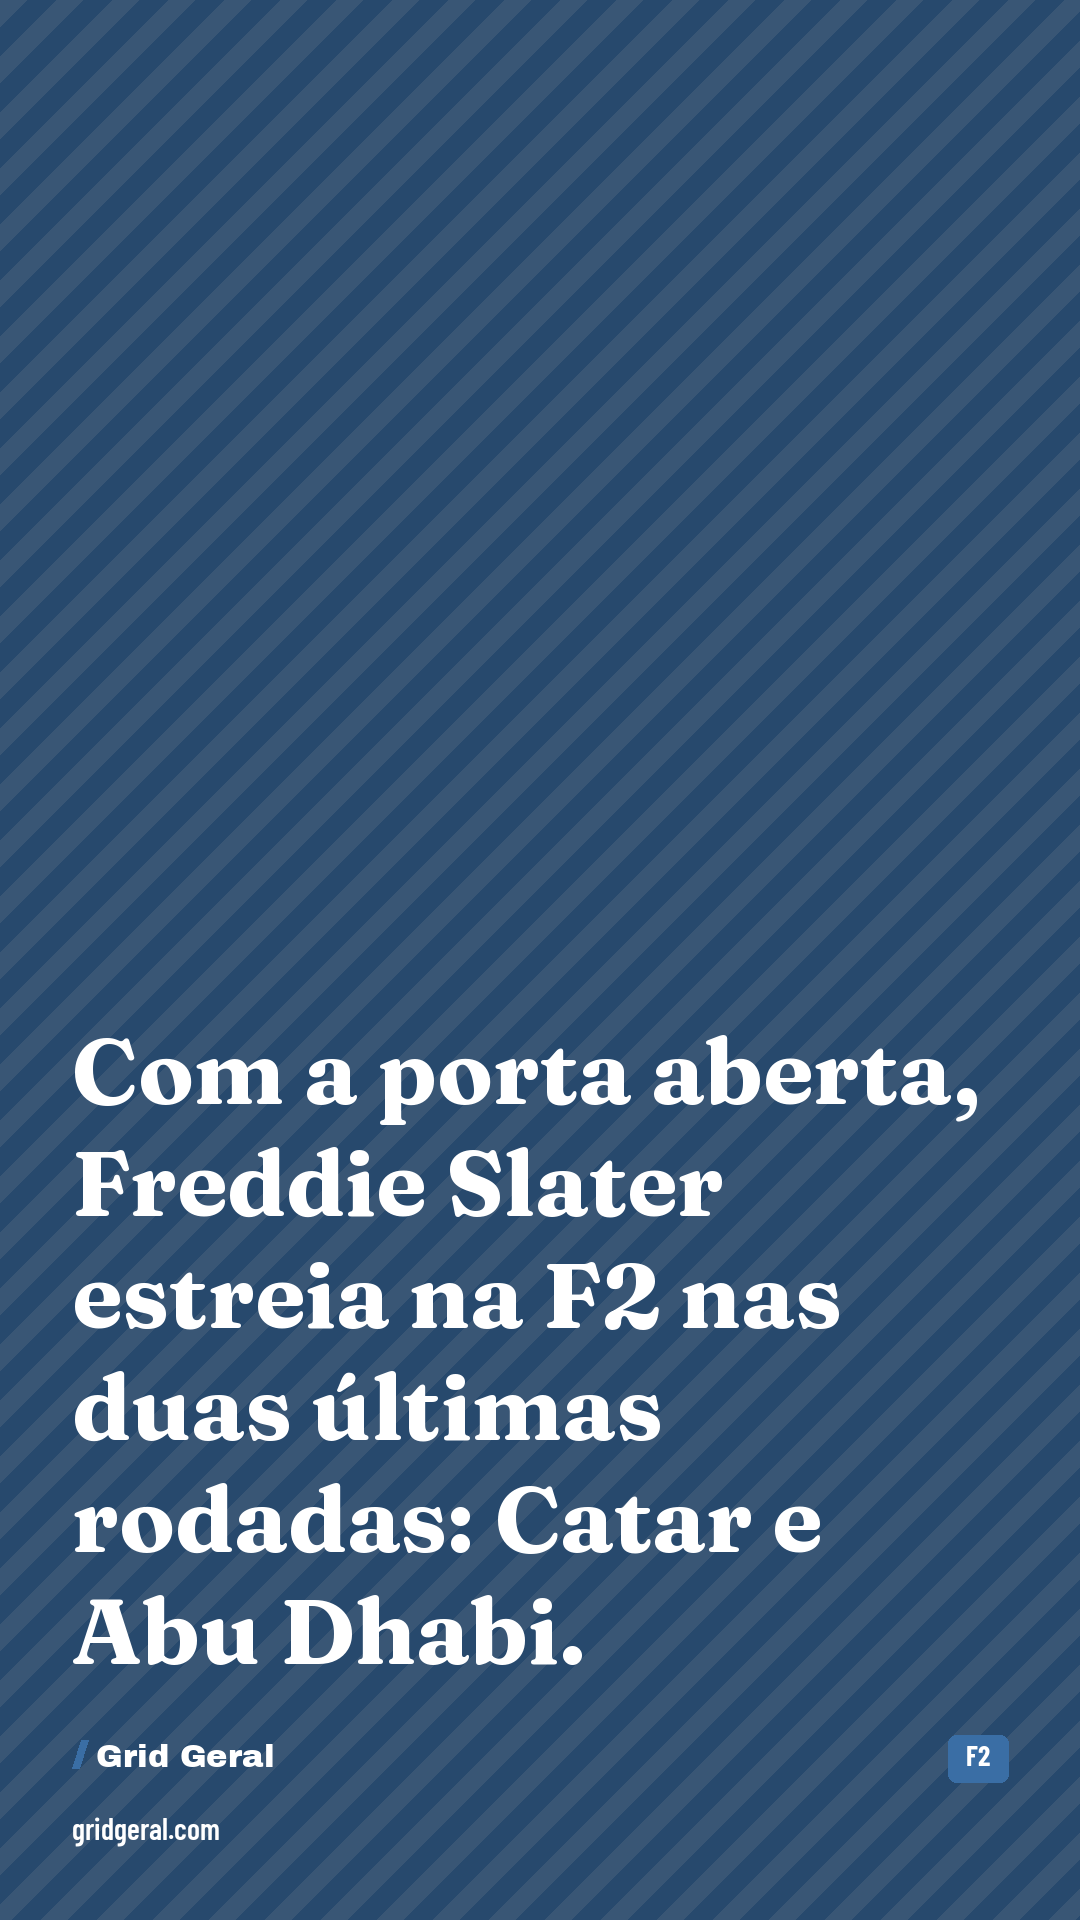 Com a porta aberta,
Freddie Slater
estreia na F2 nas
duas últimas
rodadas: Catar e
Abu Dhabi.
Grid Geral
F2
gridgeral.com